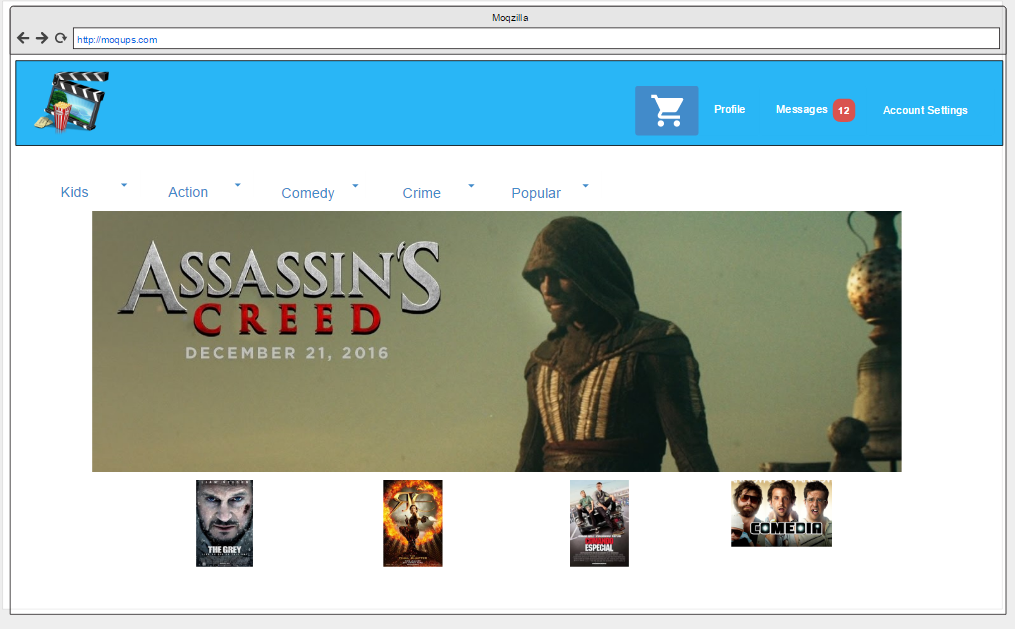 Moqzilla
http://moqups.com
Profile
Messages 12
Account Settings
Kids
Action
Comedy
Crime
Popular
ASSASSIN'S
CREED
DECEMBER 21, 2016
THE GREY
ESPECIAL
COMEDIA